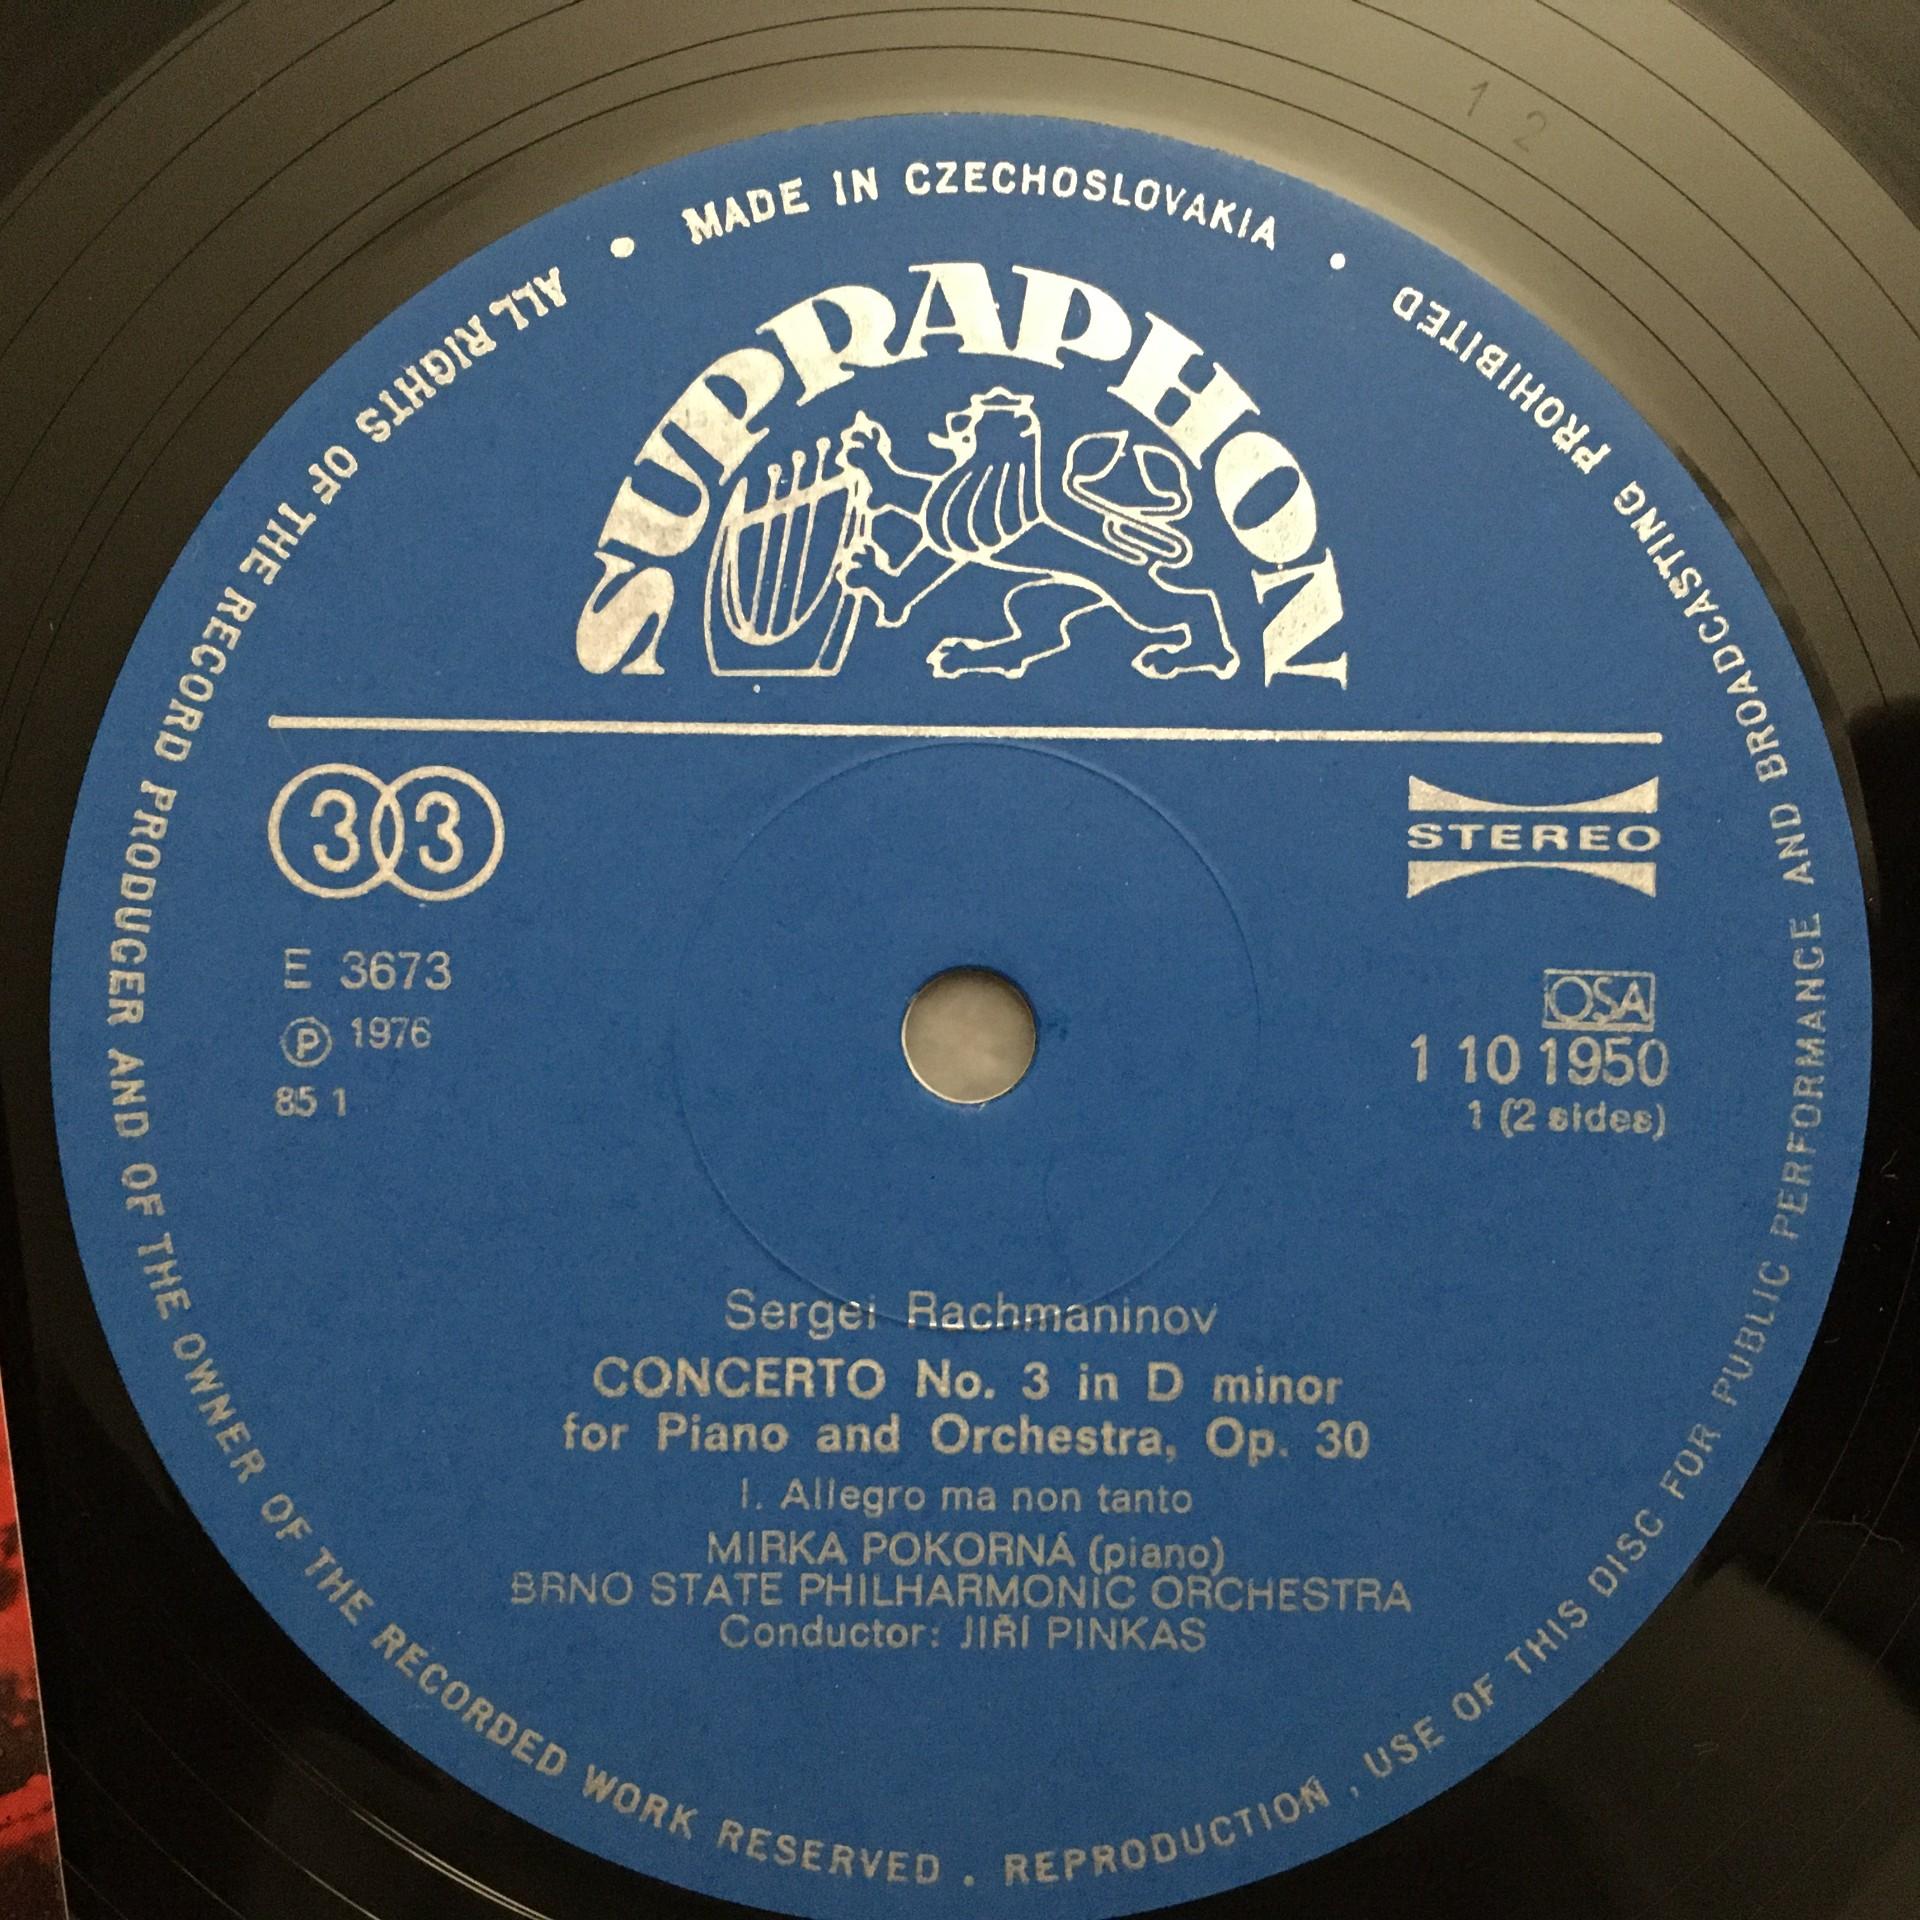 1 2
ALL RIGHTS OF THE RECORD PRODUCER AND OF THE OWNER OF THE RECORDED WORK RESERVED . REPRODUCTION , USE OF THIS DISC FOR PUBLIC PERFORMANCE AND BROADCASTING PROHIBITED • MADE IN CZECHOSLOVAKIA •
SUPRAPHON
33
STEREO
E 3673
Ⓟ 1976
85 1
OSA
1 10 1950
1 (2 sides)
Sergei Rachmaninov
CONCERTO No. 3 in D minor
for Piano and Orchestra, Op. 30
I. Allegro ma non tanto
MIRKA POKORNÁ (piano)
BRNO STATE PHILHARMONIC ORCHESTRA
Conductor: JIŘÍ PINKAS